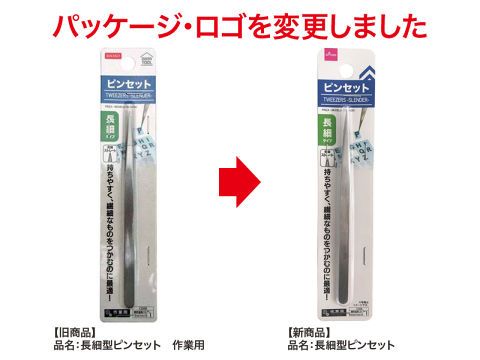 パッケージ・ロゴを変更しました
ピンセット
TWEEZERS -SLENDER-
長細
タイプ
持ちやすく、繊細なものをつかむのに最適！
作業用
ピンセット
TWEEZERS -SLENDER-
長細
タイプ
持ちやすく、繊細なものをつかむのに最適！
【旧商品】
品名：長細型ピンセット　作業用
【新商品】
品名：長細型ピンセット